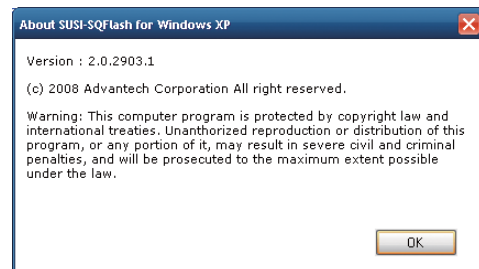 About SUSI-SQFlash for Windows XP
Version : 2.0.2903.1
(c) 2008 Advantech Corporation All right reserved.
Warning: This computer program is protected by copyright law and
international treaties. Unanthorized reproduction or distribution of this
program, or any portion of it, may result in severe civil and criminal
penalties, and will be prosecuted to the maximum extent possible
under the law.
OK